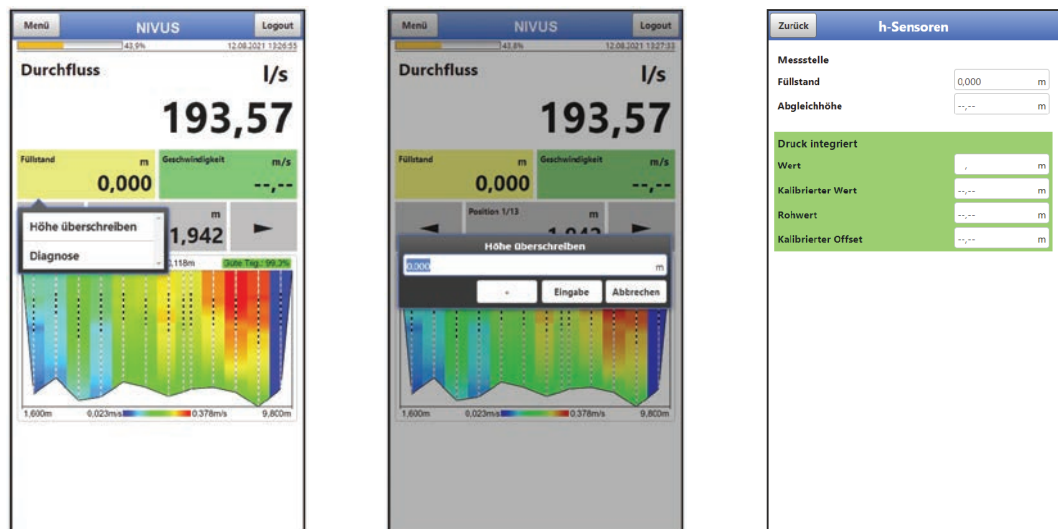 Menü NIVUS Logout
43,9% 12.08.2021 13:26:55
Durchfluss l/s
193,57
Füllstand m Geschwindigkeit m/s
0,000 --,--
Höhe überschreiben
Diagnose
m
1,942
,118m Güte Trig.: 99.3%
1,600m 0,023m/s 0.378m/s 9,800m
Menü NIVUS Logout
43,8% 12.08.2021 13:27:33
Durchfluss l/s
193,57
Füllstand m Geschwindigkeit m/s
0,000 --,--
Position 1/13 m
1,942
Höhe überschreiben
0,000 m
- Eingabe Abbrechen
1,600m 0,023m/s 0.378m/s 9,800m
Zurück h-Sensoren
Messstelle
Füllstand 0,000 m
Abgleichhöhe --,-- m
Druck integriert
Wert , m
Kalibrierter Wert --,-- m
Rohwert --,-- m
Kalibrierter Offset --,-- m